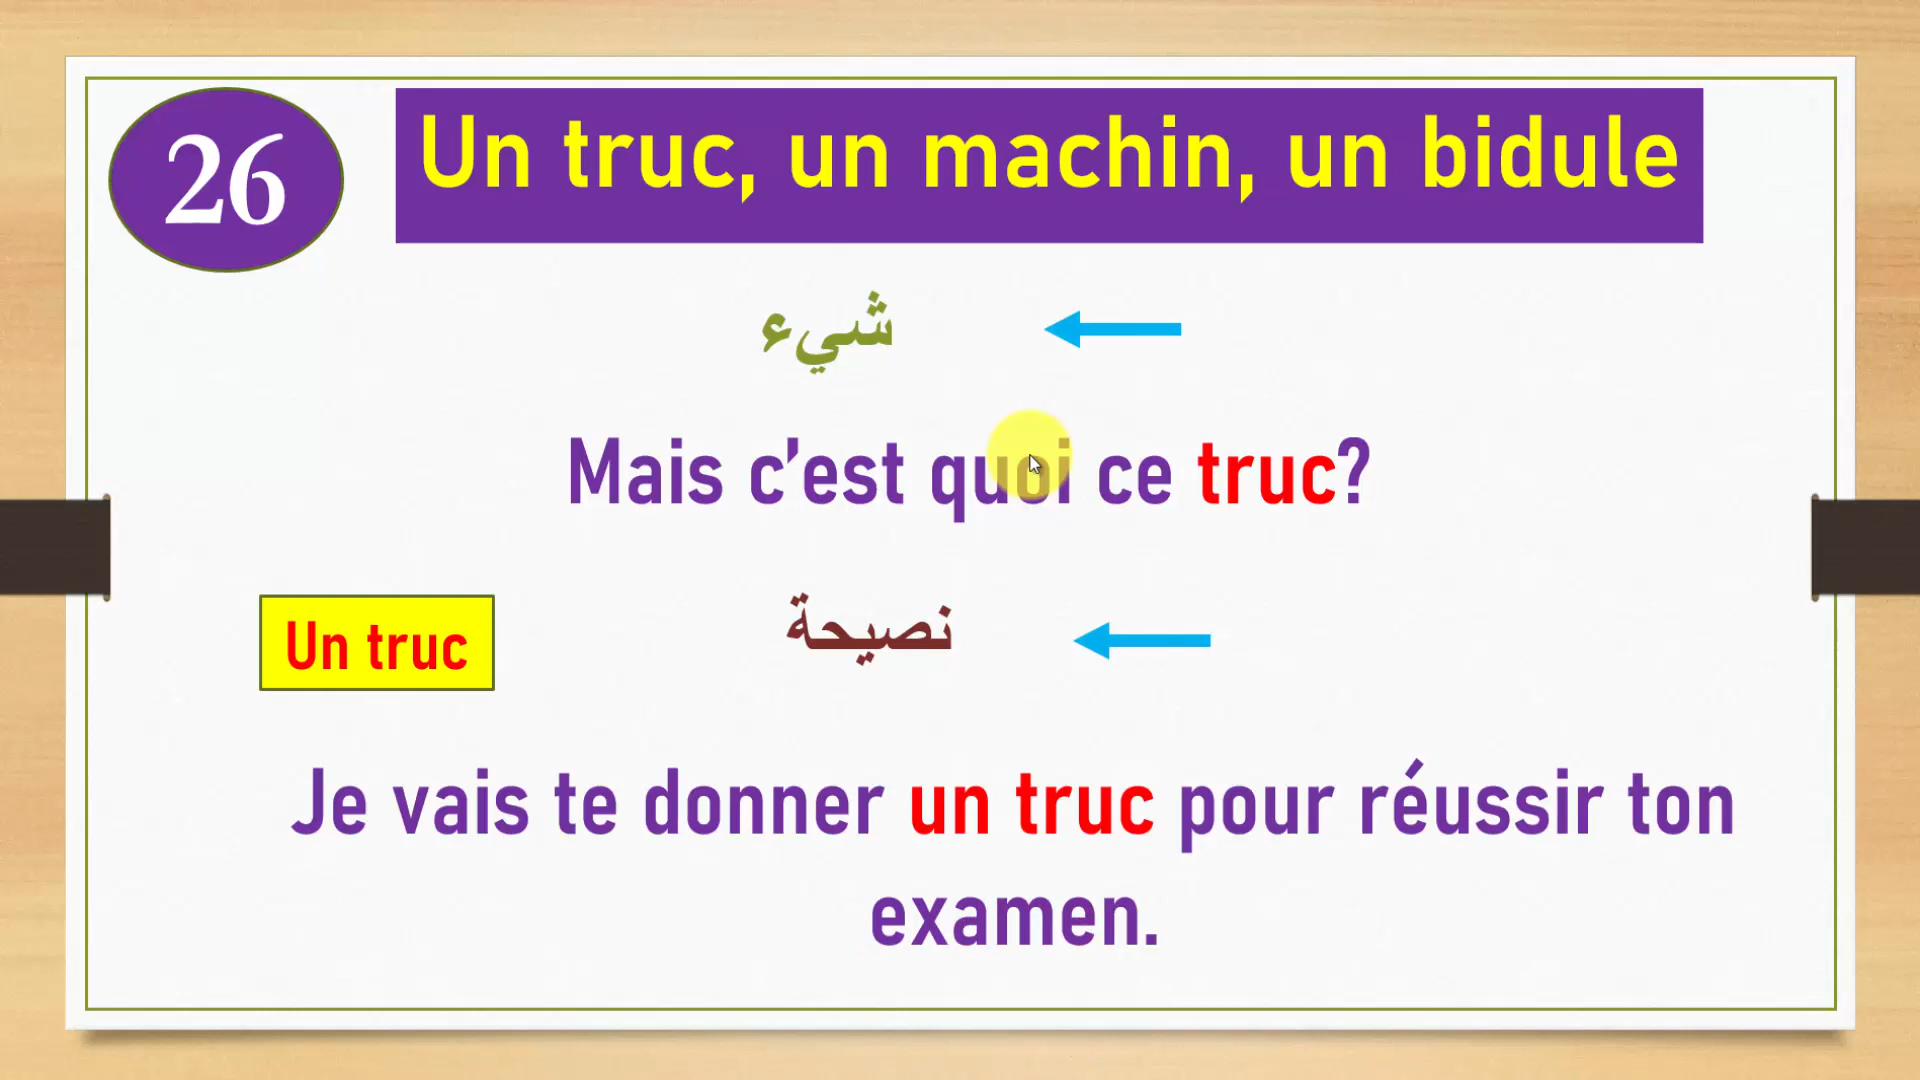 26
Un truc, un machin, un bidule
شيء
Mais c’est quoi ce truc?
Un truc
نصيحة
Je vais te donner un truc pour réussir ton
examen.